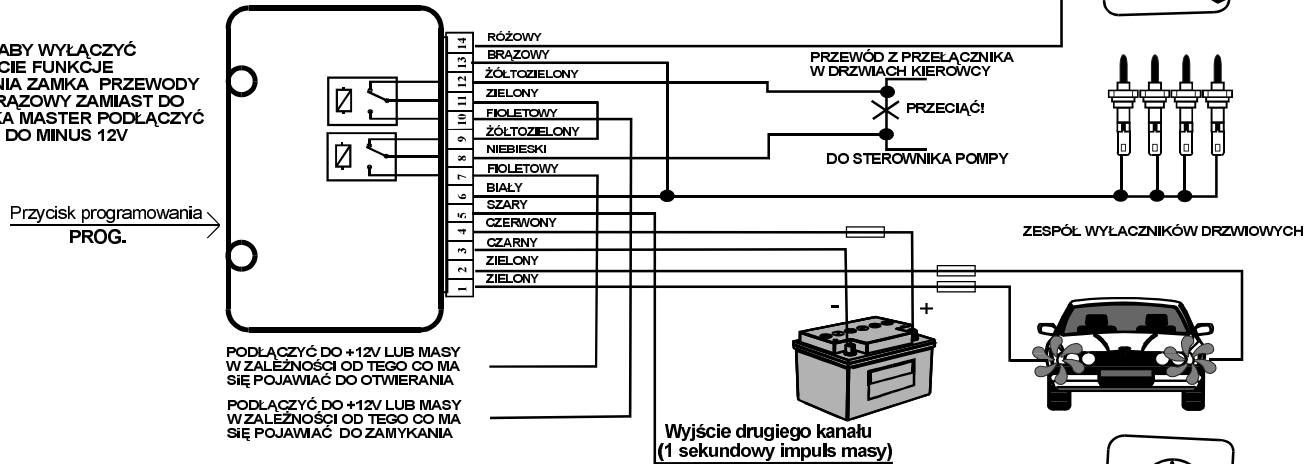 ABY WYŁĄCZYĆ
CIE FUNKCJE
NIA ZAMKA PRZEWODY
RĄZOWY ZAMIAST DO
KA MASTER PODŁĄCZYĆ
DO MINUS 12V
Przycisk programowania
PROG.
14 RÓŻOWY
13 BRĄZOWY
12 ŻÓŁTOZIELONY
11 ZIELONY
10 FIOLETOWY
9 ŻÓŁTOZIELONY
8 NIEBIESKI
7 FIOLETOWY
6 BIAŁY
5 SZARY
4 CZERWONY
3 CZARNY
2 ZIELONY
1 ZIELONY
PRZEWÓD Z PRZEŁĄCZNIKA
W DRZWIACH KIEROWCY
PRZECIĄĆ!
DO STEROWNIKA POMPY
ZESPÓŁ WYŁACZNIKÓW DRZWIOWYCH
- +
PODŁĄCZYĆ DO +12V LUB MASY
W ZALEŻNOŚCI OD TEGO CO MA
SIĘ POJAWIAĆ DO OTWIERANIA
PODŁĄCZYĆ DO +12V LUB MASY
W ZALEŻNOŚCI OD TEGO CO MA
SIĘ POJAWIAĆ DO ZAMYKANIA
Wyjście drugiego kanału
(1 sekundowy impuls masy)